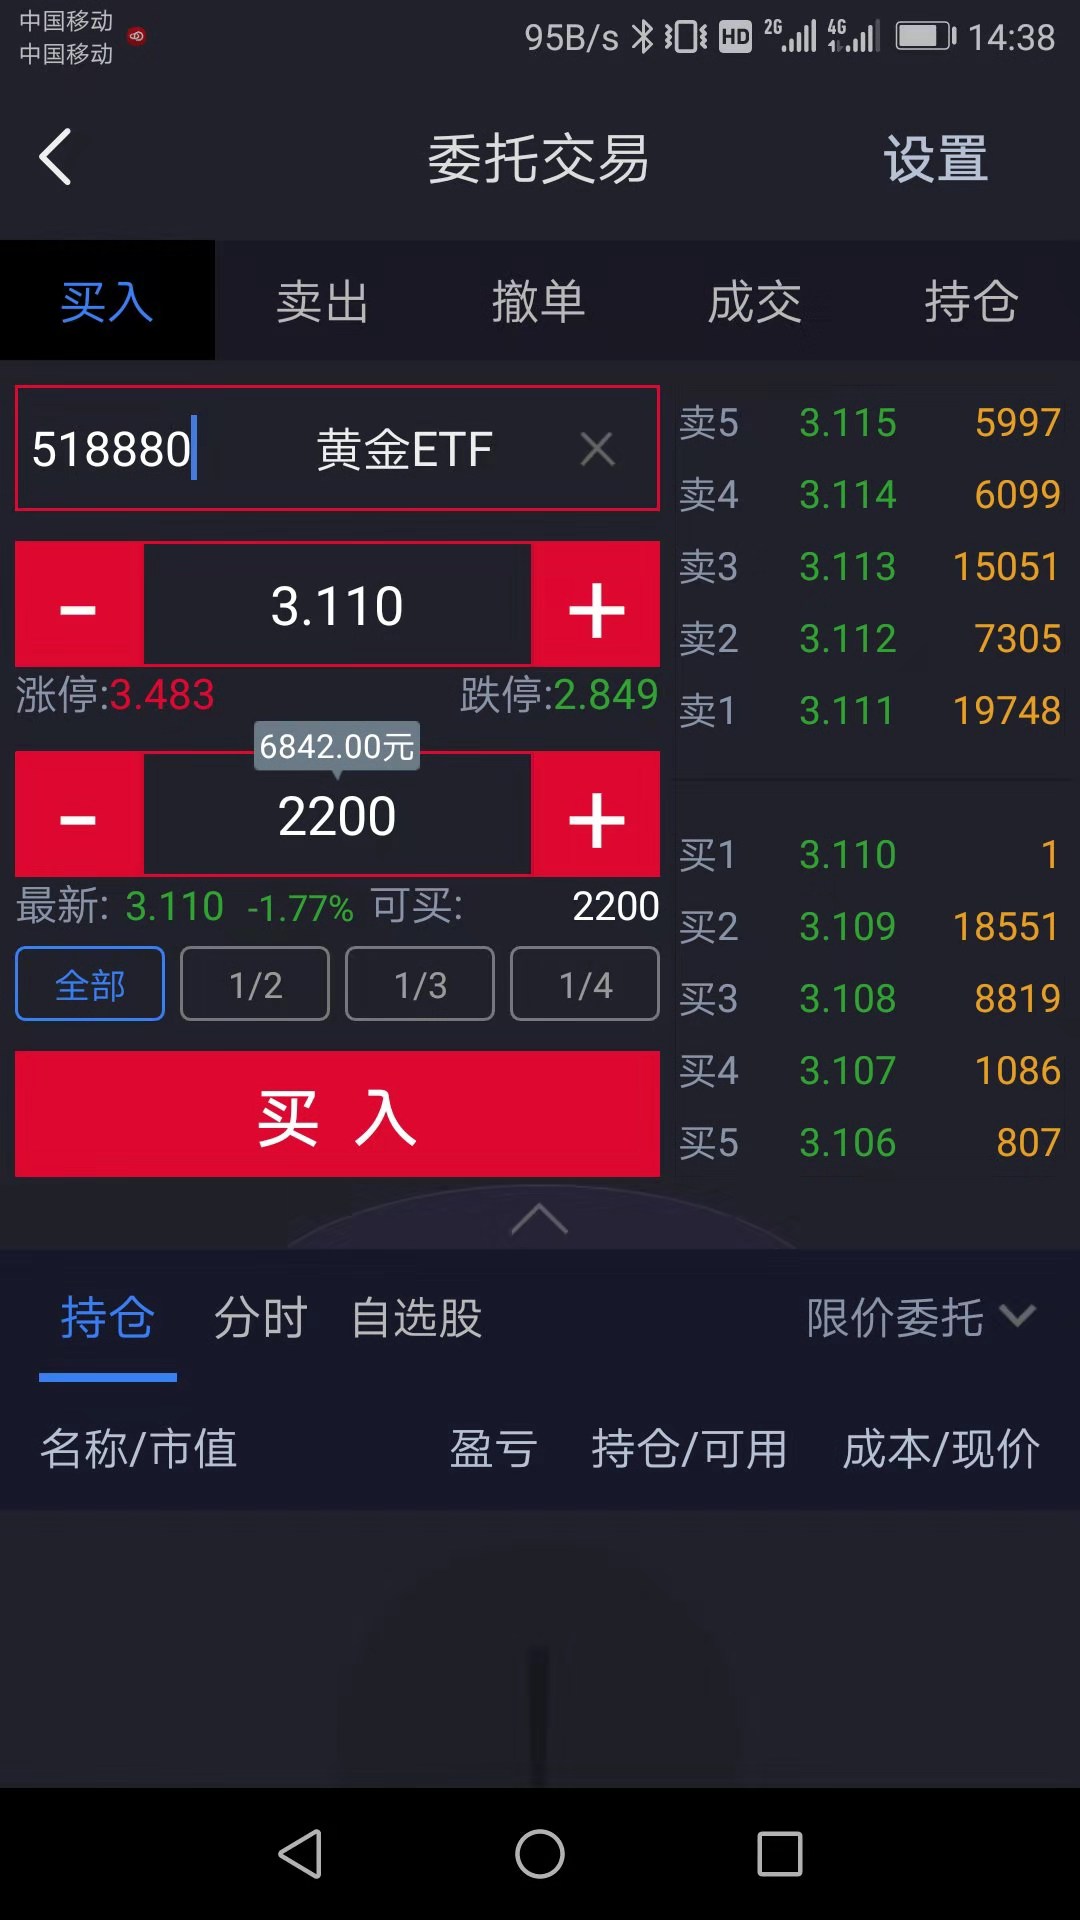 中国移动
中国移动
95B/s HD 2G 4G 14:38
委托交易 设置
买入 卖出 撤单 成交 持仓
518880 黄金ETF
- 3.110 +
涨停:3.483 跌停:2.849
6842.00元
- 2200 +
最新: 3.110 -1.77% 可买: 2200
全部 1/2 1/3 1/4
买 入
卖5 3.115 5997
卖4 3.114 6099
卖3 3.113 15051
卖2 3.112 7305
卖1 3.111 19748
买1 3.110 1
买2 3.109 18551
买3 3.108 8819
买4 3.107 1086
买5 3.106 807
持仓 分时 自选股 限价委托
名称/市值 盈亏 持仓/可用 成本/现价